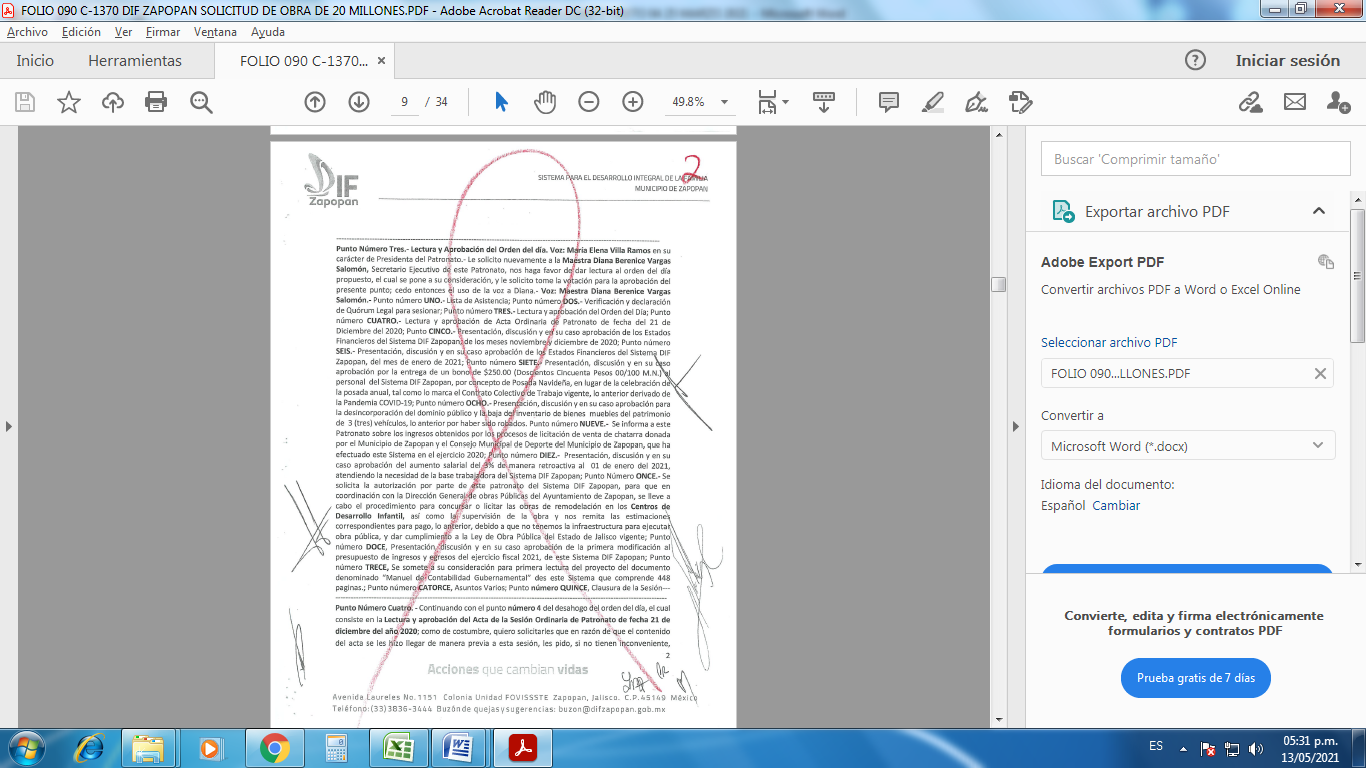 FOLIO 090 C-1370 DIF ZAPOPAN SOLICITUD DE OBRA DE 20 MILLONES.PDF - Adobe Acrobat Reader DC (32-bit)
Archivo Edición Ver Firmar Ventana Ayuda
Inicio Herramientas FOLIO 090 C-1370... × Iniciar sesión
9 / 34 49.8%
2
DIF
Zapopan
SISTEMA PARA EL DESARROLLO INTEGRAL DE LA FAMILIA
MUNICIPIO DE ZAPOPAN
Punto Número Tres.- Lectura y Aprobación del Orden del día. Voz: María Elena Villa Ramos en su
carácter de Presidenta del Patronato.- Le solicito nuevamente a la Maestra Diana Berenice Vargas
Salomón, Secretario Ejecutivo de este Patronato, nos haga favor de dar lectura al orden del día
propuesto, el cual se pone a su consideración, y le solicito tome la votación para la aprobación del
presente punto; cedo entonces el uso de la voz a Diana.- Voz: Maestra Diana Berenice Vargas
Salomón.- Punto número UNO.- Lista de Asistencia; Punto número DOS.- Verificación y declaración
de Quórum Legal para sesionar; Punto número TRES.- Lectura y aprobación del Orden del Día; Punto
número CUATRO.- Lectura y aprobación de Acta Ordinaria de Patronato de fecha del 21 de
Diciembre del 2020; Punto CINCO.- Presentación, discusión y en su caso aprobación de los Estados
Financieros del Sistema DIF Zapopan, de los meses noviembre y diciembre de 2020; Punto número
SEIS.- Presentación, discusión y en su caso aprobación de los Estados Financieros del Sistema DIF
Zapopan, del mes de enero de 2021; Punto número SIETE.- Presentación, discusión y en su caso
aprobación por la entrega de un bono de $250.00 (Doscientos Cincuenta Pesos 00/100 M.N.) al
personal del Sistema DIF Zapopan, por concepto de Posada Navideña, en lugar de la celebración de
la posada anual, tal como lo marca el Contrato Colectivo de Trabajo vigente, lo anterior derivado de
la Pandemia COVID-19; Punto número OCHO.- Presentación, discusión y en su caso aprobación para
la desincorporación del dominio público y la baja del inventario de bienes muebles del patrimonio
de 3 (tres) vehículos, lo anterior por haber sido robados. Punto número NUEVE.- Se informa a este
Patronato sobre los ingresos obtenidos por los procesos de licitación de venta de chatarra donada
por el Municipio de Zapopan y el Consejo Municipal de Deporte del Municipio de Zapopan, que ha
efectuado este Sistema en el ejercicio 2020; Punto número DIEZ.- Presentación, discusión y en su
caso aprobación del aumento salarial del 3% de manera retroactiva al 01 de enero del 2021,
atendiendo la necesidad de la base trabajadora del Sistema DIF Zapopan; Punto Número ONCE.- Se
solicita la autorización por parte de este patronato del Sistema DIF Zapopan, para que en
coordinación con la Dirección General de obras Públicas del Ayuntamiento de Zapopan, se lleve a
cabo el procedimiento para concursar o licitar las obras de remodelación en los Centros de
Desarrollo Infantil, así como la supervisión de la obra y nos remita las estimaciones
correspondientes para pago, lo anterior, debido a que no tenemos la infraestructura para ejecutar
obra pública, y dar cumplimiento a la Ley de Obra Pública del Estado de Jalisco vigente; Punto
número DOCE, Presentación, discusión y en su caso aprobación de la primera modificación al
presupuesto de ingresos y egresos del ejercicio fiscal 2021, de este Sistema DIF Zapopan; Punto
número TRECE, Se somete a su consideración para primera lectura del proyecto del documento
denominado "Manuel de Contabilidad Gubernamental" des este Sistema que comprende 448
paginas.; Punto número CATORCE, Asuntos Varios; Punto número QUINCE, Clausura de la Sesión---
Punto Número Cuatro.- Continuando con el punto número 4 del desahogo del orden del día, el cual
consiste en la Lectura y aprobación del Acta de la Sesión Ordinaria de Patronato de fecha 21 de
diciembre del año 2020; como de costumbre, quiero solicitarles que en razón de que el contenido
del acta se les hizo llegar de manera previa a esta sesión, les pido, si no tienen inconveniente,
2
Acciones que cambian vidas
Avenida Laureles No. 1151 Colonia Unidad FOVISSSTE Zapopan, Jalisco. C.P. 45149 México
Teléfono: (33) 3836-3444 Buzón de quejas y sugerencias: buzon@difzapopan.gob.mx
Buscar 'Comprimir tamaño'
Exportar archivo PDF
Adobe Export PDF
Convertir archivos PDF a Word o Excel Online
Seleccionar archivo PDF
FOLIO 090...LLONES.PDF
Convertir a
Microsoft Word (*.docx)
Idioma del documento:
Español Cambiar
Convierte, edita y firma electrónicamente
formularios y contratos PDF
Prueba gratis de 7 días
ES
05:31 p.m.
13/05/2021